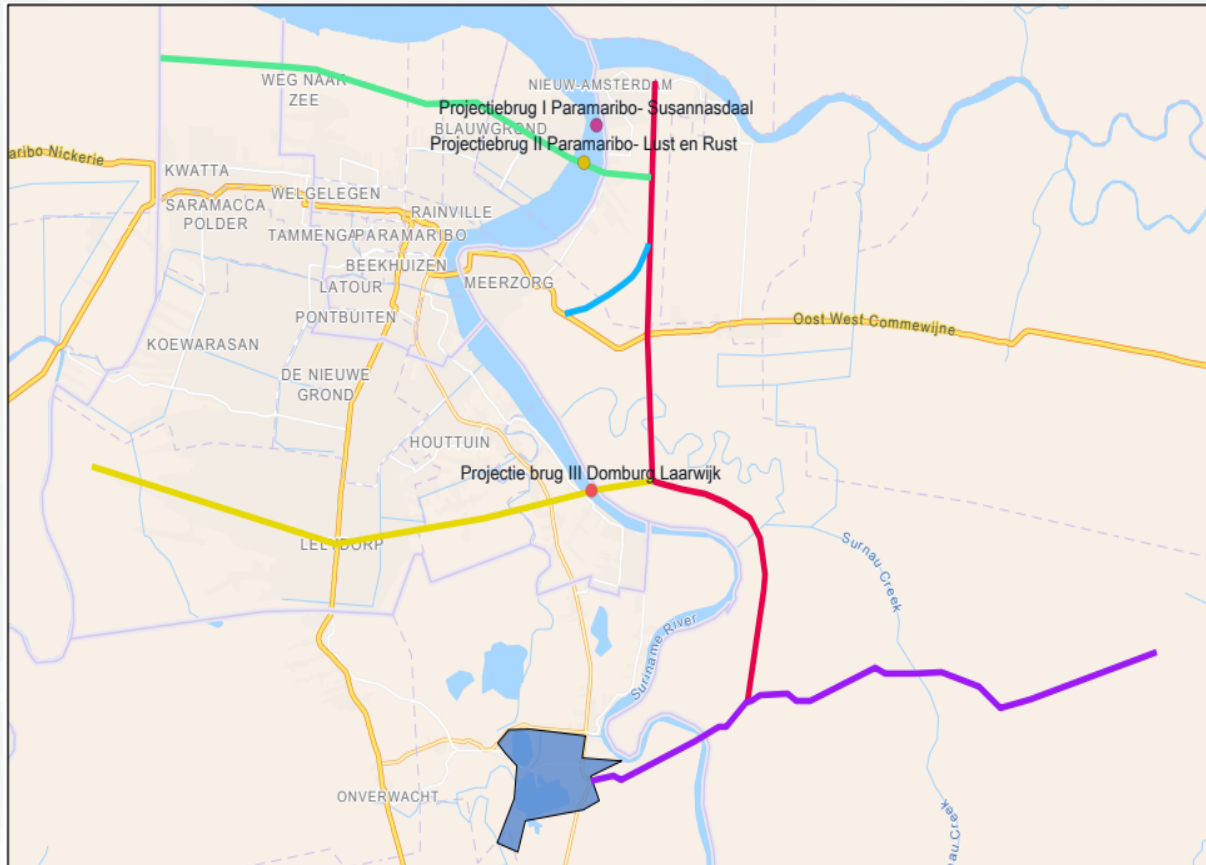 WEG NAAR
ZEE
NIEUW-AMSTERDAM
Projectiebrug I Paramaribo- Susannasdaal
BLAUWGROND
Projectiebrug II Paramaribo- Lust en Rust
aribo Nickerie
KWATTA
WELGELEGEN
SARAMACCA
POLDER
RAINVILLE
TAMMENGA
PARAMARIBO
BEEKHUIZEN
LATOUR
MEERZORG
PONTBUITEN
Oost West Commewijne
KOEWARASAN
DE NIEUWE
GROND
HOUTTUIN
Projectie brug III Domburg Laarwijk
LELYDORP
Surnau Creek
Suriname River
ONVERWACHT
nau Creek